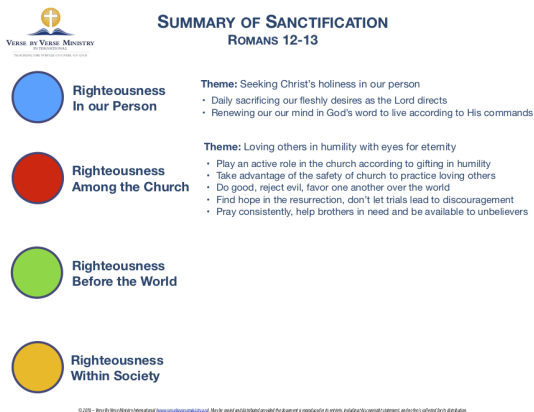 Verse by Verse Ministry
International
Summary of Sanctification
Romans 12-13
Righteousness
In our Person
Theme: Seeking Christ's holiness in our person
• Daily sacrificing our fleshly desires as the Lord directs
• Renewing our our mind in God's word to live according to His commands
Righteousness
Among the Church
Theme: Loving others in humility with eyes for eternity
• Play an active role in the church according to gifting in humility
• Take advantage of the safety of church to practice loving others
• Do good, reject evil, favor one another over the world
• Find hope in the resurrection, don't let trials lead to discouragement
• Pray consistently, help brothers in need and be available to unbelievers
Righteousness
Before the World
Righteousness
Within Society